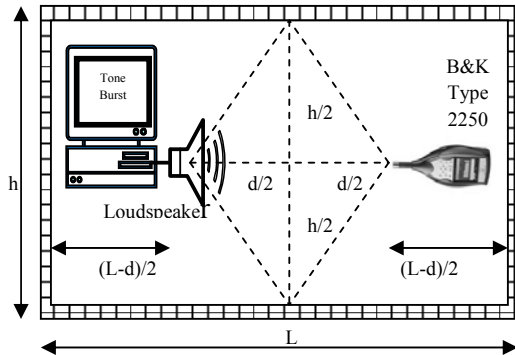 Tone
Burst
B&K
Type
2250
h/2
h
d/2
d/2
Loudspeaker
h/2
(L-d)/2
(L-d)/2
L